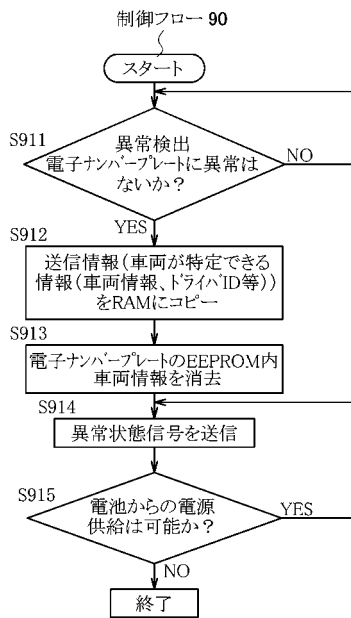 制御フロー 90
スタート
S911
異常検出
電子ナンバープレートに異常は
ないか？
NO
YES
S912
送信情報（車両が特定できる
情報（車両情報、ドライバID等））
をRAMにコピー
S913
電子ナンバープレートのEEPROM内
車両情報を消去
S914
異常状態信号を送信
S915
電池からの電源
供給は可能か？
YES
NO
終了